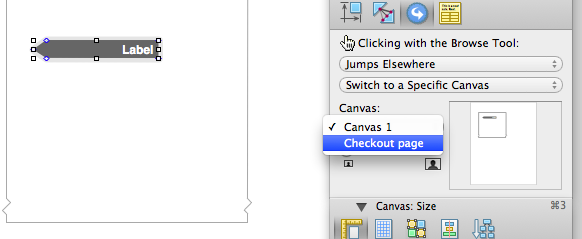 Label
Clicking with the Browse Tool:
Jumps Elsewhere
Switch to a Specific Canvas
Canvas:
✓ Canvas 1
Checkout page
Canvas: Size ⌘3